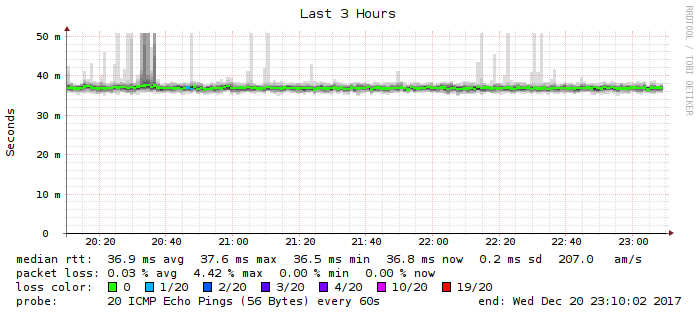 Last 3 Hours
RRDTOOL / TOBI OETIKER
Seconds
50 m
40 m
30 m
20 m
10 m
0
20:20 20:40 21:00 21:20 21:40 22:00 22:20 22:40 23:00
median rtt: 36.9 ms avg 37.6 ms max 36.5 ms min 36.8 ms now 0.2 ms sd 207.0 am/s
packet loss: 0.03 % avg 4.42 % max 0.00 % min 0.00 % now
loss color: 0 1/20 2/20 3/20 4/20 10/20 19/20
probe: 20 ICMP Echo Pings (56 Bytes) every 60s end: Wed Dec 20 23:10:02 2017